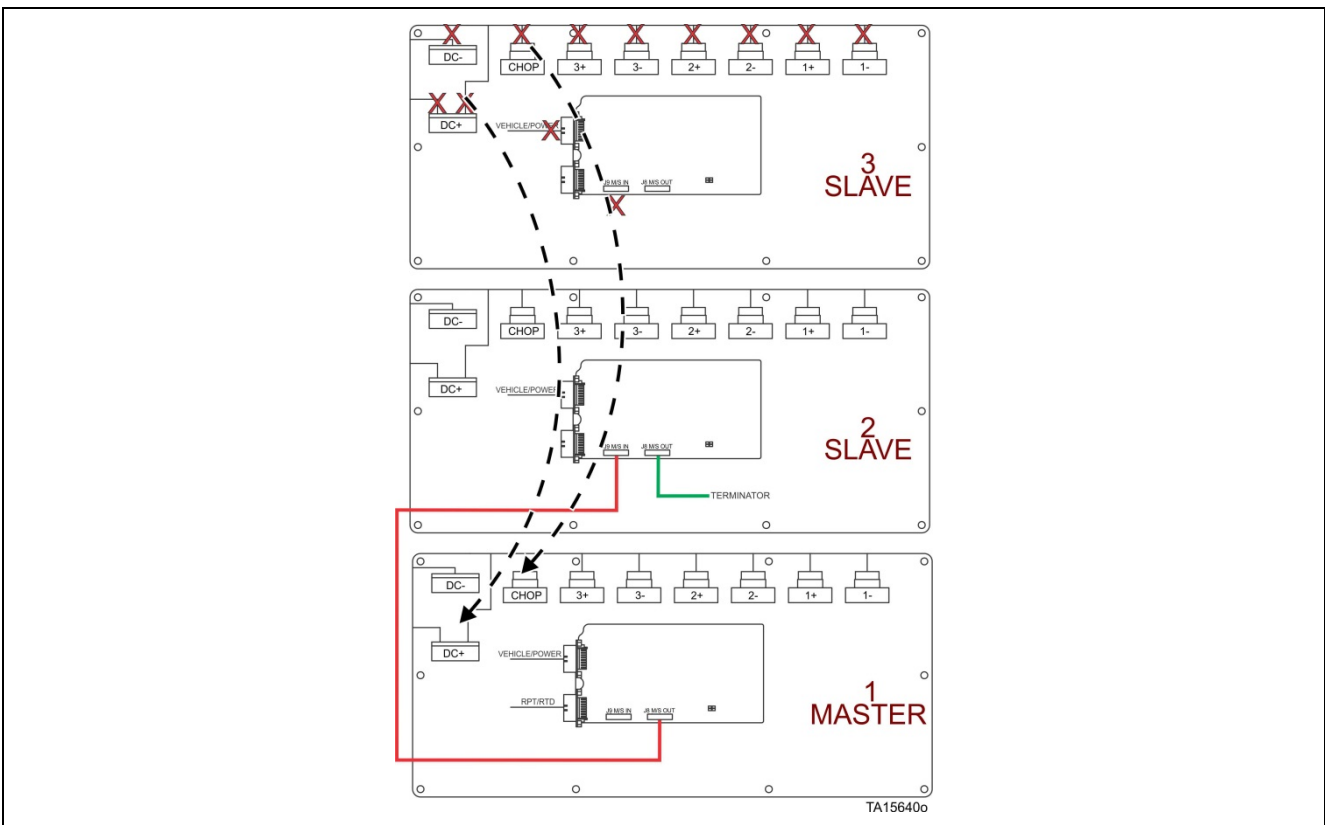 DC-
CHOP 3+ 3- 2+ 2- 1+ 1-
DC+
VEHICLE/POWER
J9 M/S IN J8 M/S OUT
3
SLAVE
DC-
CHOP 3+ 3- 2+ 2- 1+ 1-
DC+
VEHICLE/POWER
J9 M/S IN J8 M/S OUT
2
SLAVE
TERMINATOR
DC-
CHOP 3+ 3- 2+ 2- 1+ 1-
DC+
VEHICLE/POWER
RPT/RTD
J9 M/S IN J8 M/S OUT
1
MASTER
TA15640o